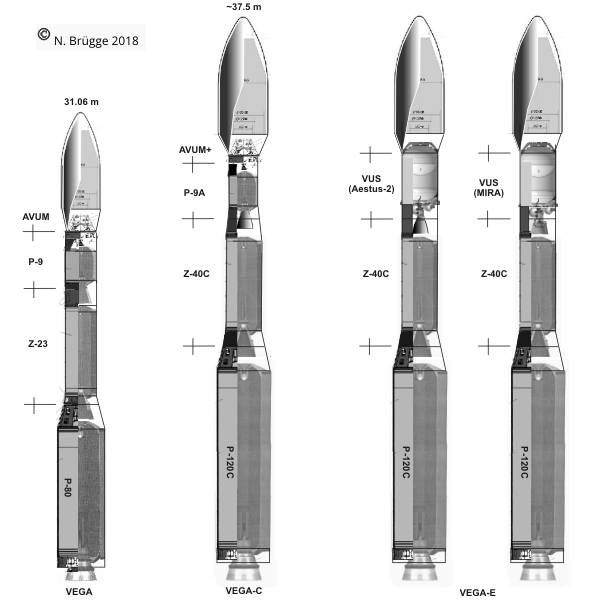 © N. Brügge 2018
~37.5 m
31.06 m
AVUM+
P-9A
Z-40C
VUS
(Aestus-2)
Z-40C
VUS
(MIRA)
Z-40C
AVUM
P-9
Z-23
P-80
P-120C
P-120C
P-120C
VEGA
VEGA-C
VEGA-E